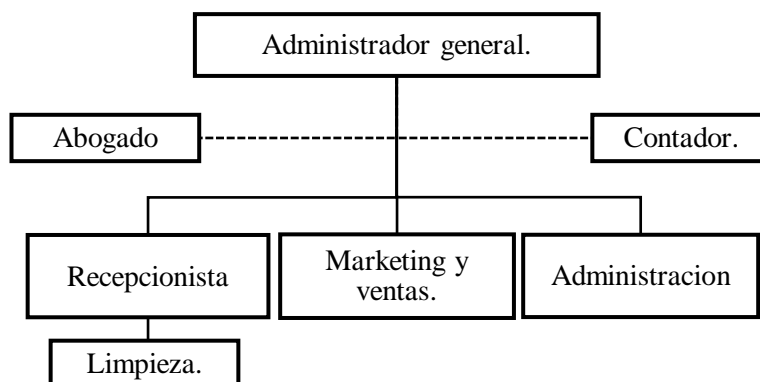 Administrador general.
Abogado
Contador.
Recepcionista
Marketing y
ventas.
Administracion
Limpieza.